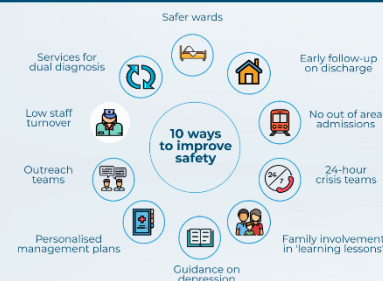 Safer wards
Early follow-up
on discharge
No out of area
admissions
24-hour
crisis teams
Family involvement
in 'learning lessons'
Guidance on
depression
Personalised
management plans
Outreach
teams
Low staff
turnover
Services for
dual diagnosis
10 ways
to improve
safety
24
7